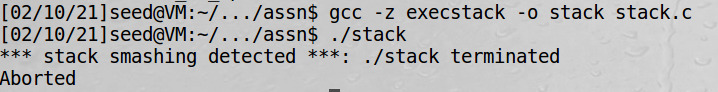 [02/10/21]seed@VM:~/.../assn$ gcc -z execstack -o stack stack.c
[02/10/21]seed@VM:~/.../assn$ ./stack
*** stack smashing detected ***: ./stack terminated
Aborted